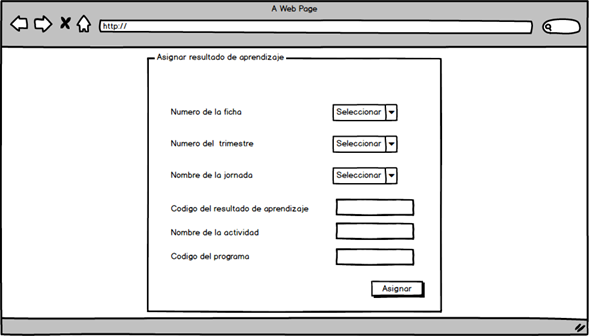 A Web Page
http://
Asignar resultado de aprendizaje
Numero de la ficha
Seleccionar
Numero del trimestre
Seleccionar
Nombre de la jornada
Seleccionar
Codigo del resultado de aprendizaje
Nombre de la actividad
Codigo del programa
Asignar